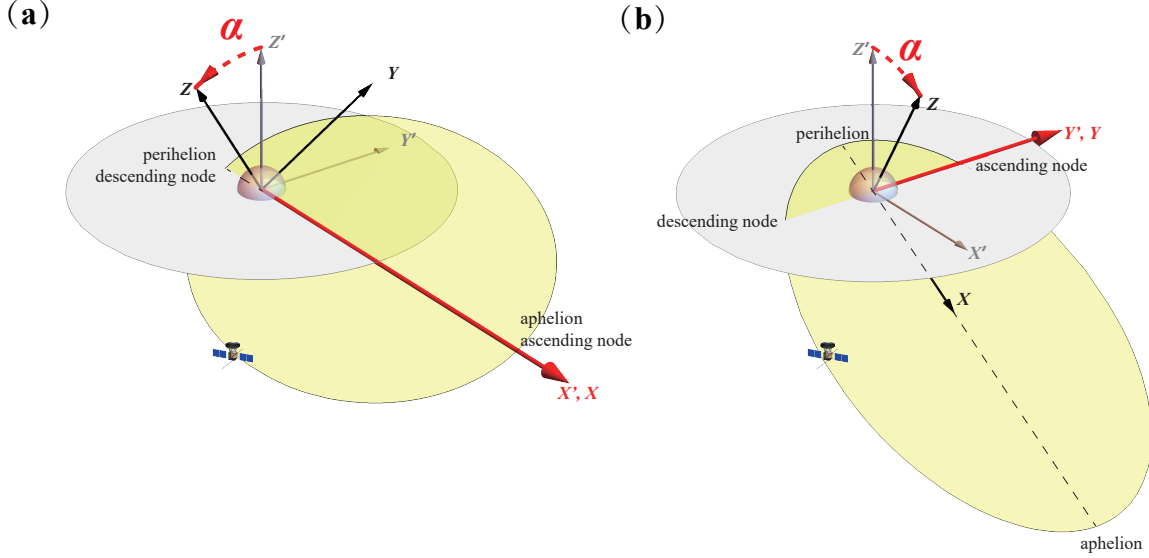 (a)
α
Z'
Z
Y
Y'
perihelion
descending node
aphelion
ascending node
X', X
(b)
Z'
α
Z
perihelion
Y', Y
ascending node
descending node
X'
X
aphelion